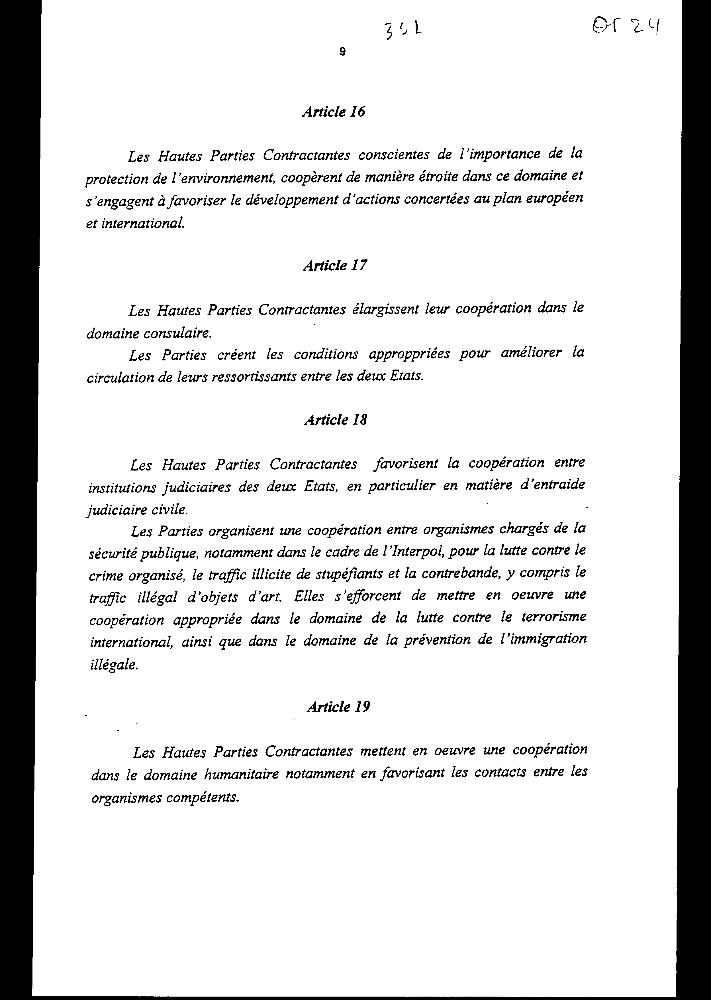 9
Article 16
Les Hautes Parties Contractantes conscientes de l'importance de la
protection de l'environnement, coopèrent de manière étroite dans ce domaine et
s'engagent à favoriser le développement d'actions concertées au plan européen
et international.
Article 17
Les Hautes Parties Contractantes élargissent leur coopération dans le
domaine consulaire.
Les Parties créent les conditions approppriées pour améliorer la
circulation de leurs ressortissants entre les deux Etats.
Article 18
Les Hautes Parties Contractantes favorisent la coopération entre
institutions judiciaires des deux Etats, en particulier en matière d'entraide
judiciaire civile.
Les Parties organisent une coopération entre organismes chargés de la
sécurité publique, notamment dans le cadre de l'Interpol, pour la lutte contre le
crime organisé, le traffic illicite de stupéfiants et la contrebande, y compris le
traffic illégal d'objets d'art. Elles s'efforcent de mettre en oeuvre une
coopération appropriée dans le domaine de la lutte contre le terrorisme
international, ainsi que dans le domaine de la prévention de l'immigration
illégale.
Article 19
Les Hautes Parties Contractantes mettent en oeuvre une coopération
dans le domaine humanitaire notamment en favorisant les contacts entre les
organismes compétents.